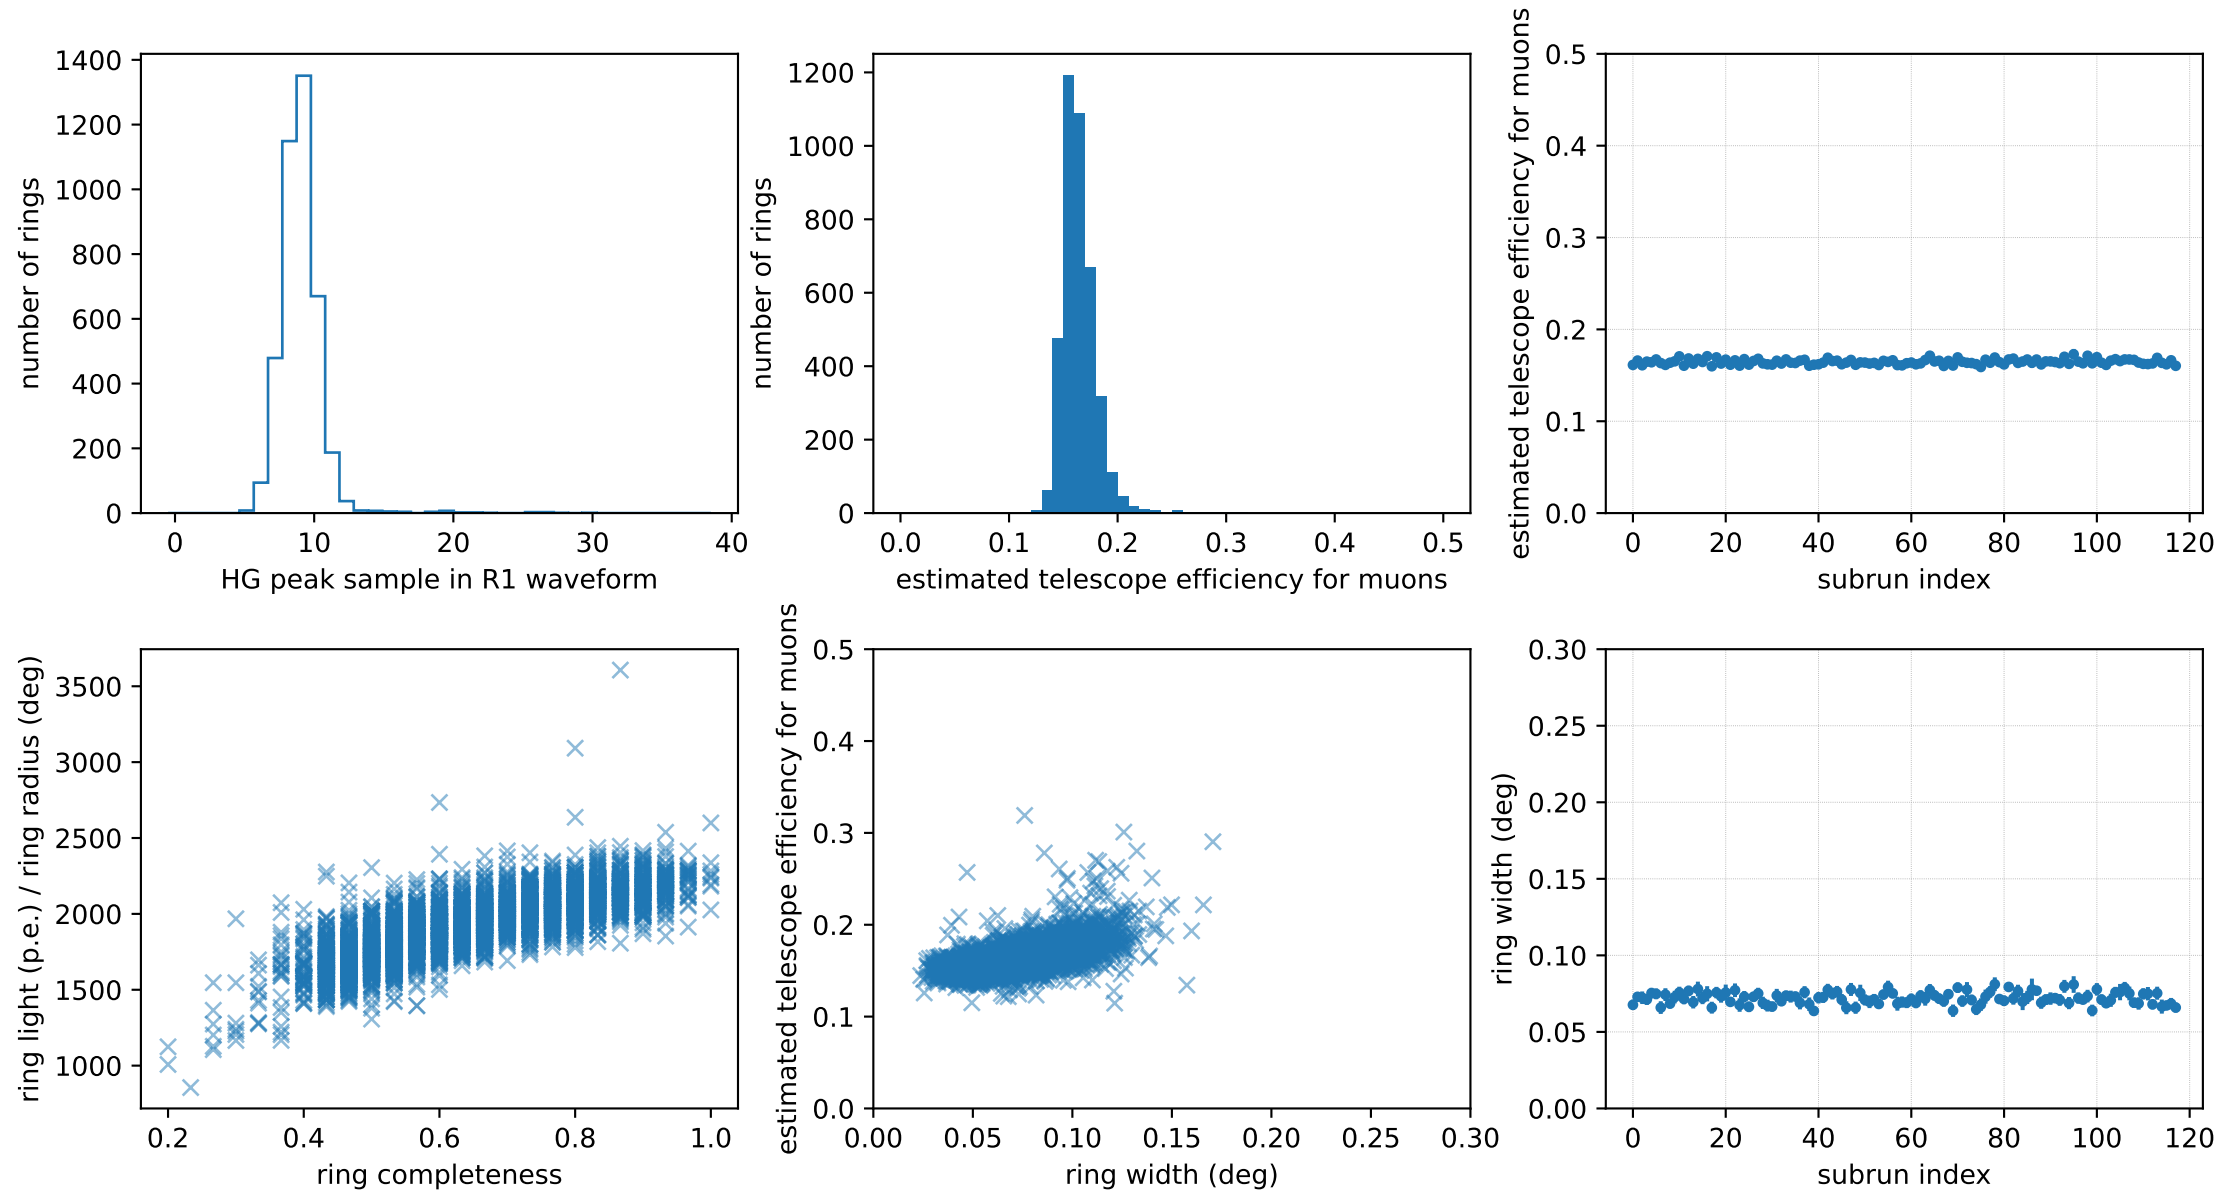 number of rings
1400
1200
1000
800
600
400
200
0
0 10 20 30 40
HG peak sample in R1 waveform
number of rings
1200
1000
800
600
400
200
0
0.0 0.1 0.2 0.3 0.4 0.5
estimated telescope efficiency for muons
estimated telescope efficiency for muons
0.5
0.4
0.3
0.2
0.1
0.0
0 20 40 60 80 100 120
subrun index
ring light (p.e.) / ring radius (deg)
3500
3000
2500
2000
1500
1000
0.2 0.4 0.6 0.8 1.0
ring completeness
estimated telescope efficiency for muons
0.5
0.4
0.3
0.2
0.1
0.0
0.00 0.05 0.10 0.15 0.20 0.25 0.30
ring width (deg)
ring width (deg)
0.30
0.25
0.20
0.15
0.10
0.05
0.00
0 20 40 60 80 100 120
subrun index